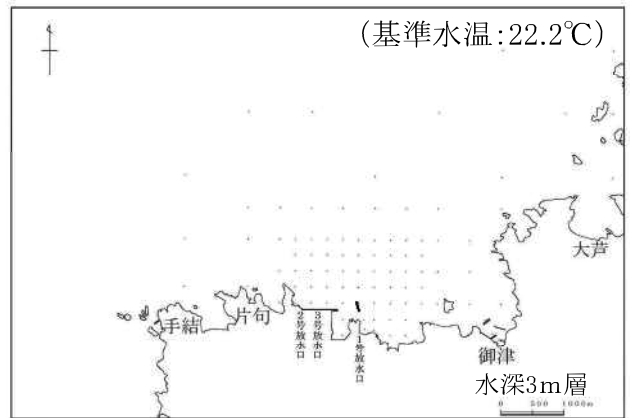 (基準水温:22.2℃)
大芦
手結
片句
2号放水口
3号放水口
1号放水口
御津
水深3m層
0 500 1000m